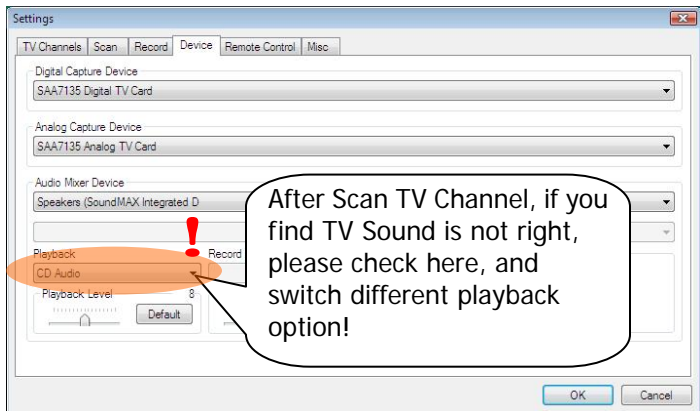 Settings
TV Channels Scan Record Device Remote Control Misc
Digital Capture Device
SAA7135 Digital TV Card
Analog Capture Device
SAA7135 Analog TV Card
Audio Mixer Device
Speakers (SoundMAX Integrated D
After Scan TV Channel, if you
find TV Sound is not right,
please check here, and
switch different playback
option!
!
Playback Record
CD Audio
Playback Level 8
Default
OK Cancel